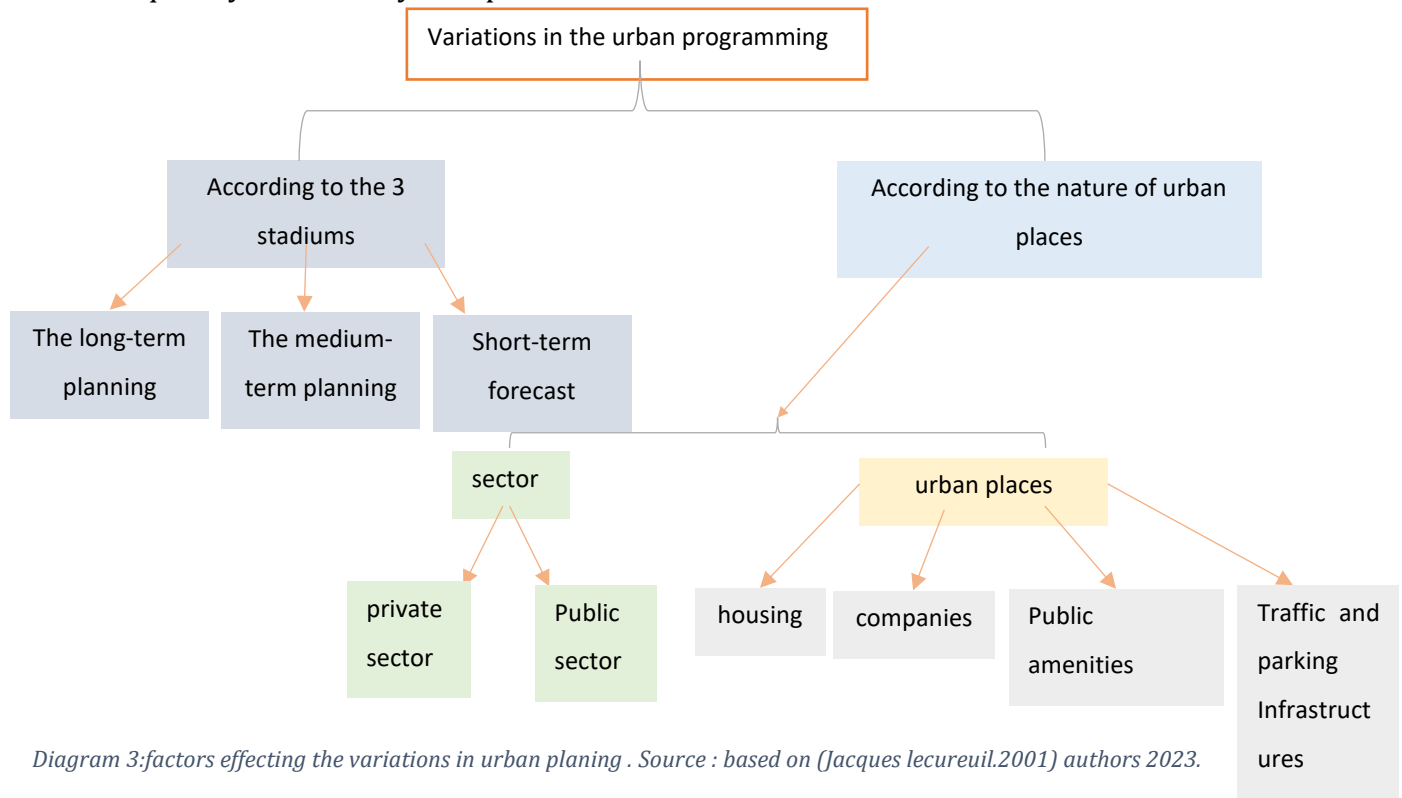 Variations in the urban programming
According to the 3
stadiums
According to the nature of urban
places
The long-term
planning
The medium-
term planning
Short-term
forecast
sector
urban places
private
sector
Public
sector
housing
companies
Public
amenities
Traffic and
parking
Infrastruct
ures
Diagram 3:factors effecting the variations in urban planing . Source : based on (Jacques lecureuil.2001) authors 2023.